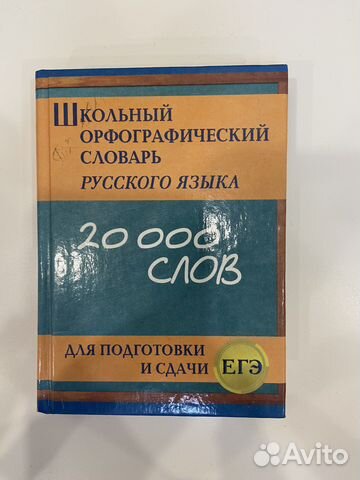 Школьный
орфографический
словарь
русского языка
20 000
слов
Для подготовки
и сдачи ЕГЭ
Avito